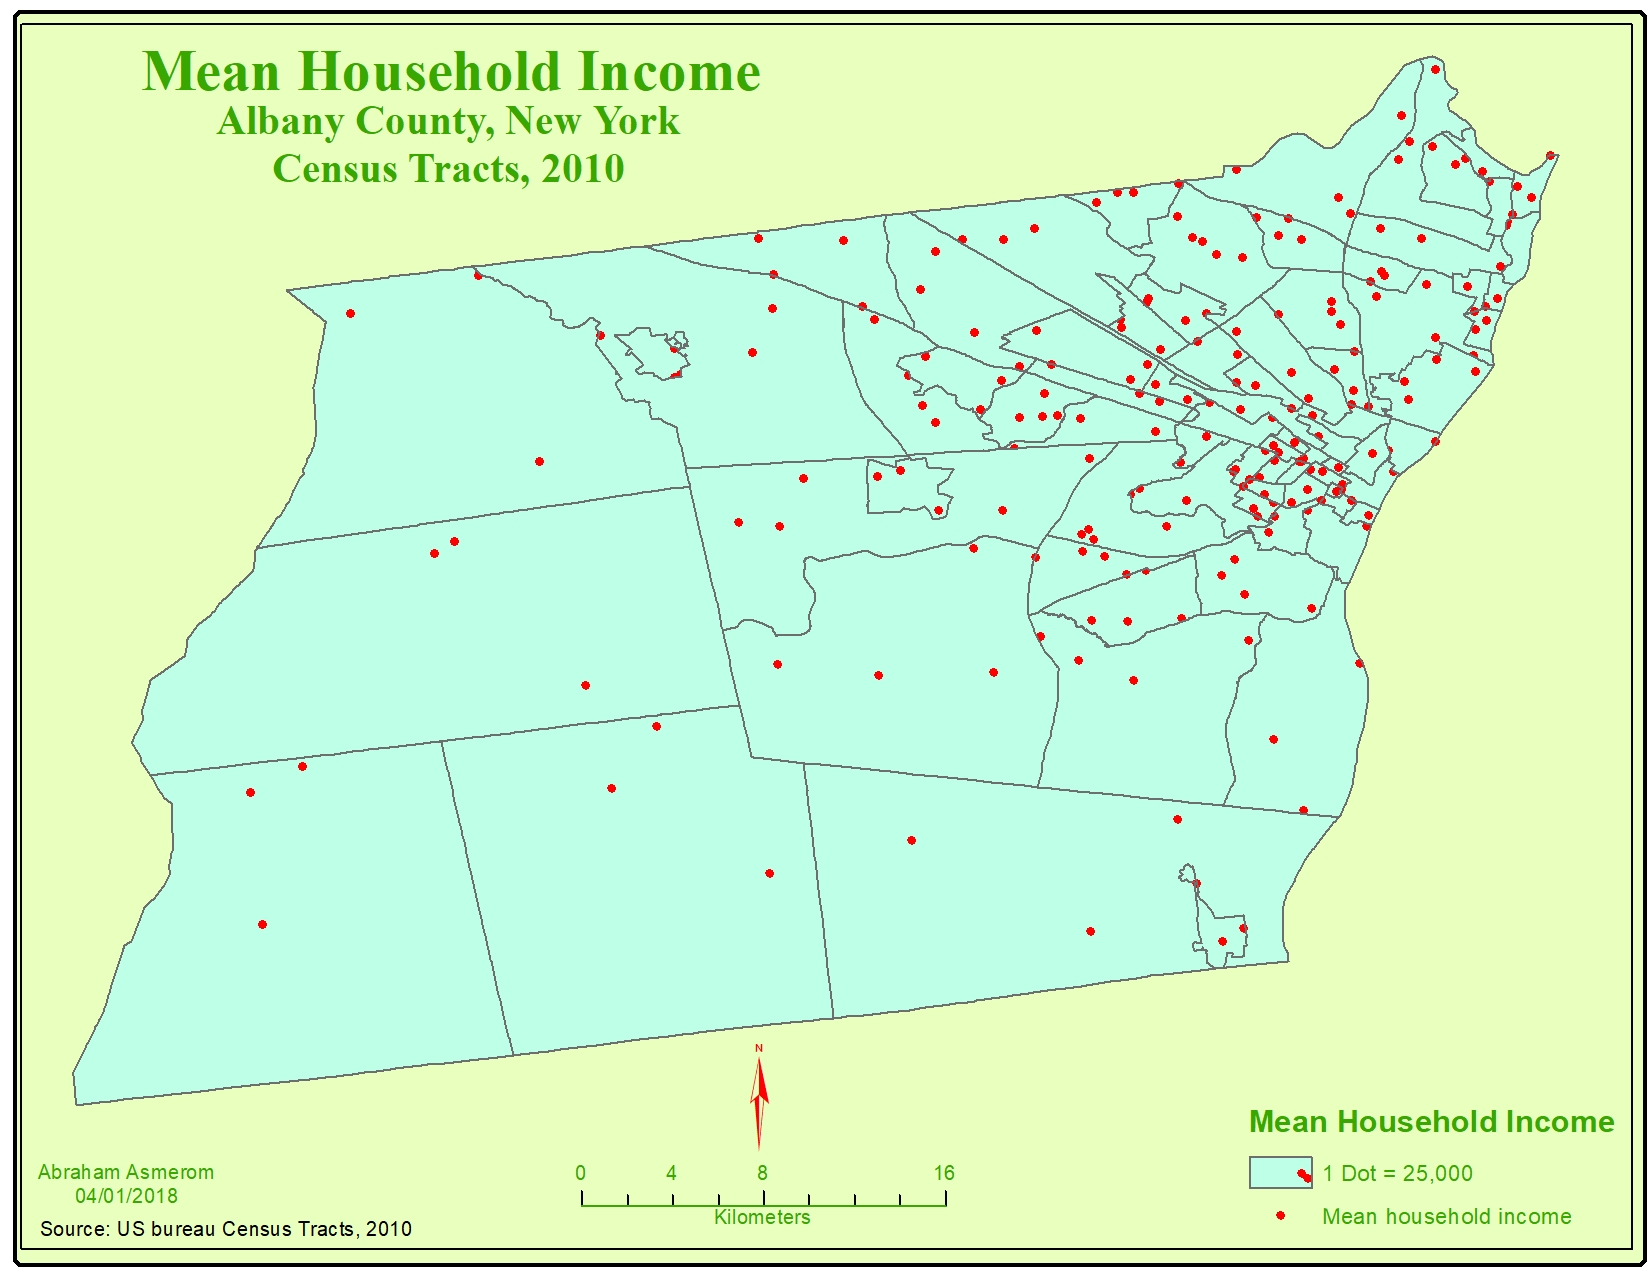 Mean Household Income
Albany County, New York
Census Tracts, 2010
N
Abraham Asmerom
04/01/2018
Source: US bureau Census Tracts, 2010
0 4 8 16
Kilometers
Mean Household Income
1 Dot = 25,000
Mean household income